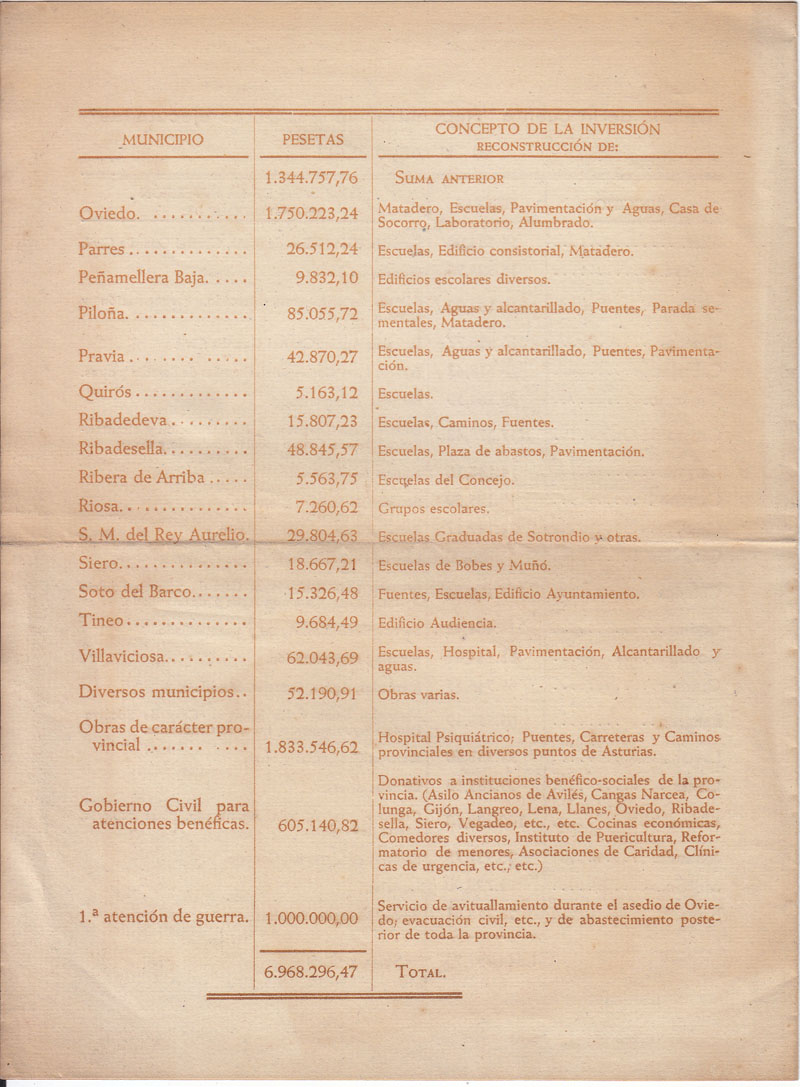 MUNICIPIO PESETAS CONCEPTO DE LA INVERSIÓN
RECONSTRUCCIÓN DE:
1.344.757,76 SUMA ANTERIOR
Oviedo. . . . . . . . . . . 1.750.223,24 Matadero, Escuelas, Pavimentación y Aguas, Casa de
Socorro, Laboratorio, Alumbrado.
Parres . . . . . . . . . . . . . 26.512,24 Escuelas, Edificio consistorial, Matadero.
Peñamellera Baja. . . . . 9.832,10 Edificios escolares diversos.
Piloña. . . . . . . . . . . . . 85.055,72 Escuelas, Aguas y alcantarillado, Puentes, Parada se-
mentales, Matadero.
Pravia . . . . . . . . . . . . 42.870,27 Escuelas, Aguas y alcantarillado, Puentes, Pavimenta-
ción.
Quirós . . . . . . . . . . . . . 5.163,12 Escuelas.
Ribadedeva . . . . . . . . . 15.807,23 Escuelas, Caminos, Fuentes.
Ribadesella. . . . . . . . . . 48.845,57 Escuelas, Plaza de abastos, Pavimentación.
Ribera de Arriba . . . . . 5.563,75 Escuelas del Concejo.
Riosa. . . . . . . . . . . . . . 7.260,62 Grupos escolares.
S. M. del Rey Aurelio. 29.804,63 Escuelas Graduadas de Sotrondio y otras.
Siero. . . . . . . . . . . . . . 18.667,21 Escuelas de Bobes y Muñó.
Soto del Barco. . . . . . . 15.326,48 Fuentes, Escuelas, Edificio Ayuntamiento.
Tineo . . . . . . . . . . . . . . 9.684,49 Edificio Audiencia.
Villaviciosa. . . . . . . . . . 62.043,69 Escuelas, Hospital, Pavimentación, Alcantarillado y
aguas.
Diversos municipios. . 52.190,91 Obras varias.
Obras de carácter pro-
vincial . . . . . . . . . . . 1.833.546,62 Hospital Psiquiátrico; Puentes, Carreteras y Caminos
provinciales en diversos puntos de Asturias.
Gobierno Civil para
atenciones benéficas. 605.140,82 Donativos a instituciones benéfico-sociales de la pro-
vincia. (Asilo Ancianos de Avilés, Cangas Narcea, Co-
lunga, Gijón, Langreo, Lena, Llanes, Oviedo, Ribade-
sella, Siero, Vegadeo, etc., etc. Cocinas económicas,
Comedores diversos, Instituto de Puericultura, Refor-
matorio de menores, Asociaciones de Caridad, Clíni-
cas de urgencia, etc., etc.)
1.ª atención de guerra. 1.000.000,00 Servicio de avituallamiento durante el asedio de Ovie-
do; evacuación civil, etc., y de abastecimiento poste-
rior de toda la provincia.
6.968.296,47 TOTAL.